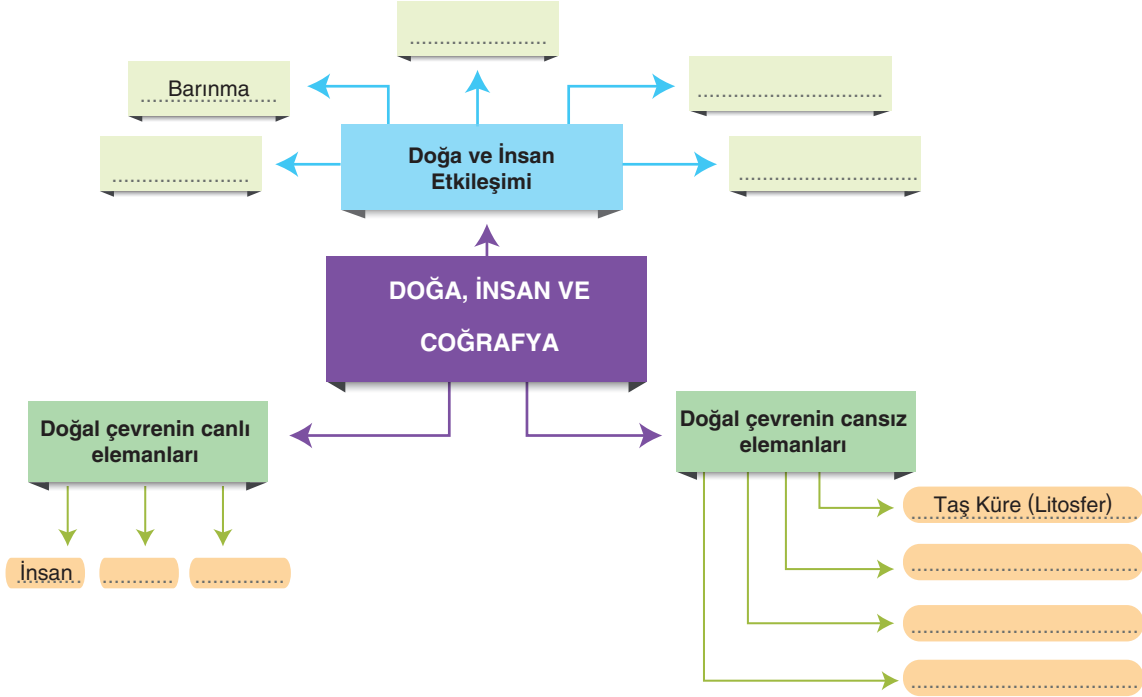 Barınma
Doğa ve İnsan
Etkileşimi
DOĞA, İNSAN VE
COĞRAFYA
Doğal çevrenin canlı
elemanları
Doğal çevrenin cansız
elemanları
İnsan
Taş Küre (Litosfer)